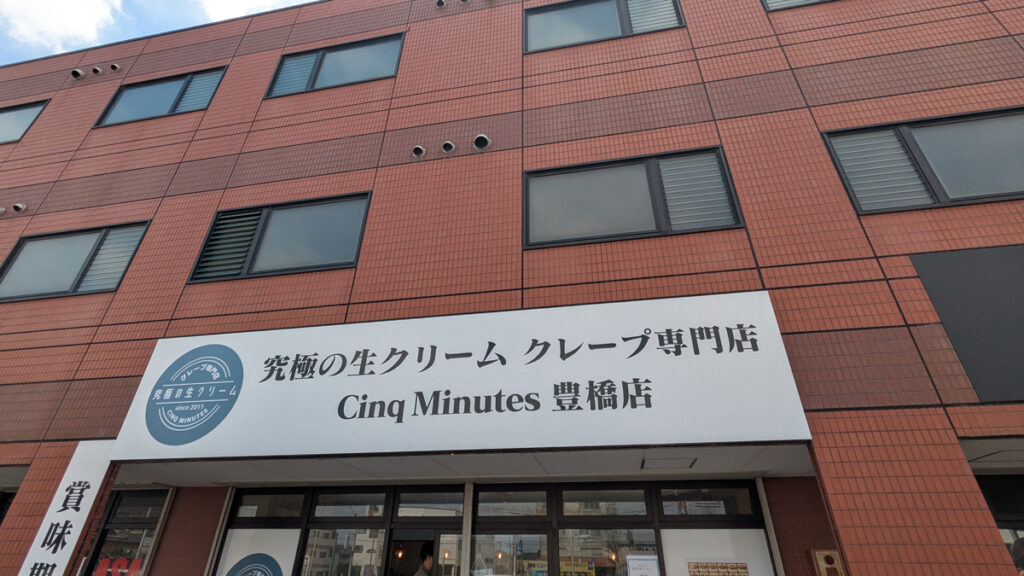 クレープ専門店
究極の生クリーム
since 2011
CINQ MINUTES
究極の生クリーム クレープ専門店
Cinq Minutes 豊橋店
賞味期